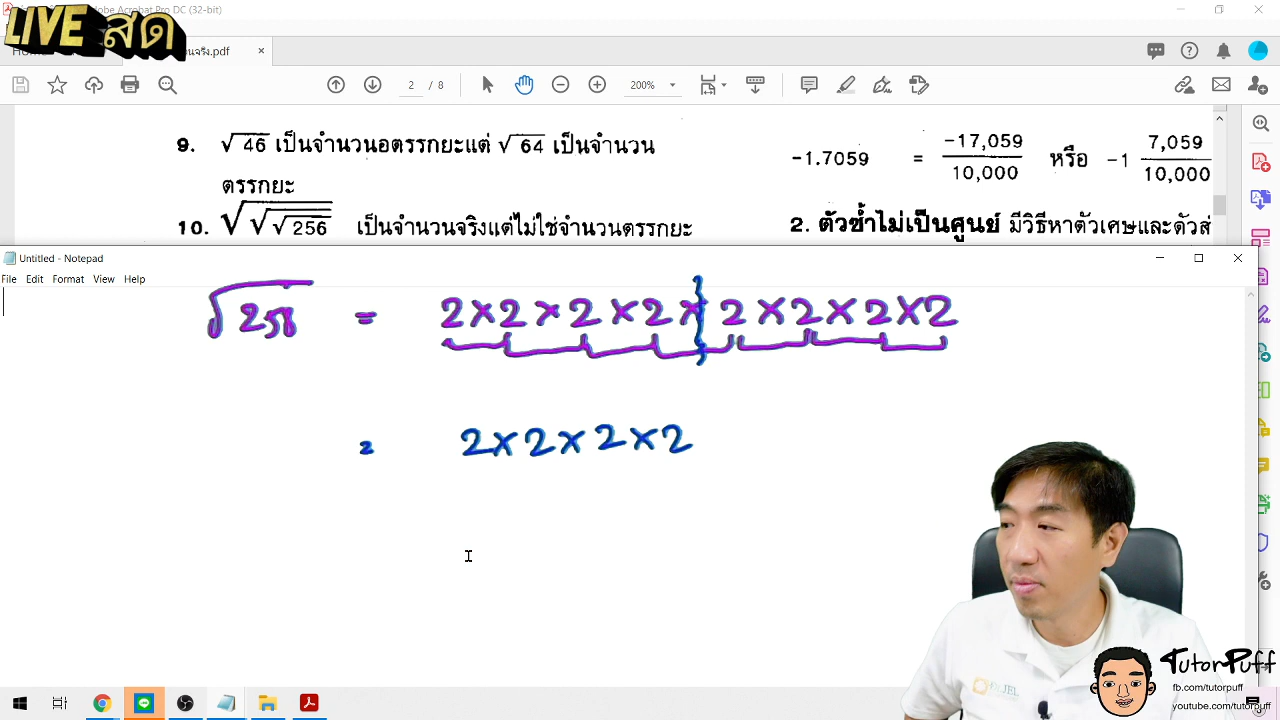 LIVE สด
Acrobat Pro DC (32-bit)
นจริง.pdf
2 / 8
200%
9. √46 เป็นจำนวนอตรรกยะแต่ √64 เป็นจำนวน
ตรรกยะ
10. √√√256 เป็นจำนวนจริงแต่ไม่ใช่จำนวนตรรกยะ
-1.7059 = -17,059/10,000 หรือ -1 7,059/10,000
2. ตัวซ้ำไม่เป็นศูนย์ มีวิธีหาตัวเศษและตัวส่
Untitled - Notepad
File Edit Format View Help
√256 = 2×2×2×2×2×2×2×2
= 2×2×2×2
TUTORPUFF
fb.com/tutorpuff
youtube.com/tutorpuff